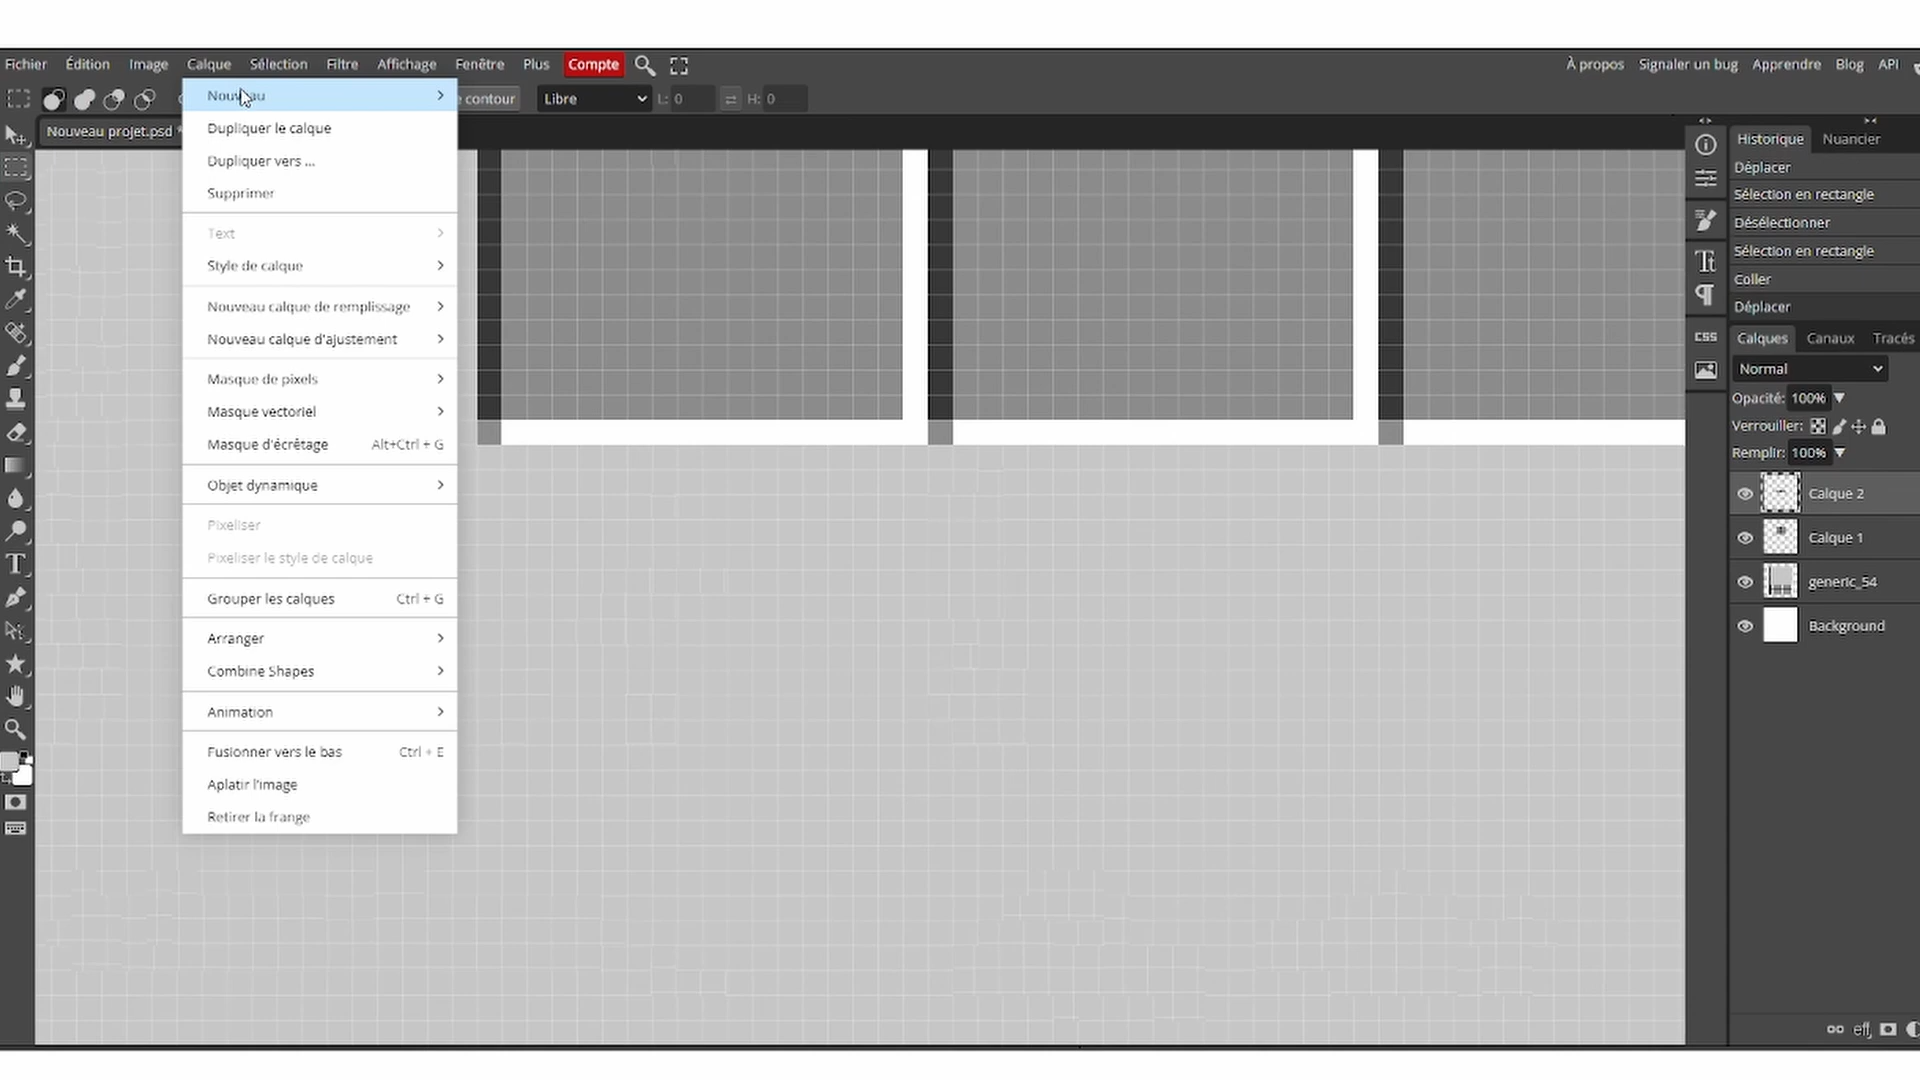 Fichier Édition Image Calque Sélection Filtre Affichage Fenêtre Plus Compte À propos Signaler un bug Apprendre Blog API
contour Libre L: 0 H: 0
Nouveau projet.psd *
Nouveau
Dupliquer le calque
Dupliquer vers ...
Supprimer
Text
Style de calque
Nouveau calque de remplissage
Nouveau calque d'ajustement
Masque de pixels
Masque vectoriel
Masque d'écrêtage Alt+Ctrl + G
Objet dynamique
Pixeliser
Pixeliser le style de calque
Grouper les calques Ctrl + G
Arranger
Combine Shapes
Animation
Fusionner vers le bas Ctrl + E
Aplatir l'image
Retirer la frange
CSS
Historique Nuancier
Déplacer
Sélection en rectangle
Désélectionner
Sélection en rectangle
Coller
Déplacer
Calques Canaux Tracés
Normal
Opacité: 100%
Verrouiller:
Remplir: 100%
Calque 2
Calque 1
generic_54
Background
eff